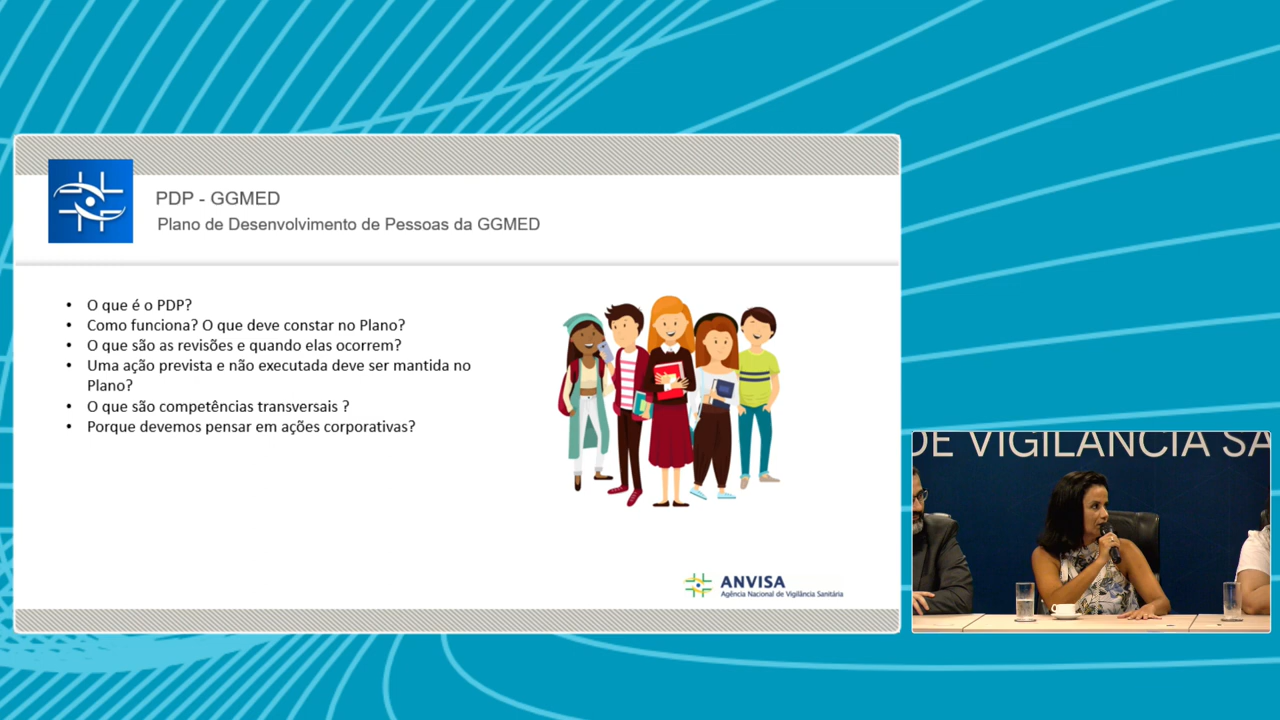 PDP - GGMED
Plano de Desenvolvimento de Pessoas da GGMED
• O que é o PDP?
• Como funciona? O que deve constar no Plano?
• O que são as revisões e quando elas ocorrem?
• Uma ação prevista e não executada deve ser mantida no
Plano?
• O que são competências transversais ?
• Porque devemos pensar em ações corporativas?
ANVISA
Agência Nacional de Vigilância Sanitária
DE VIGILÂNCIA SA